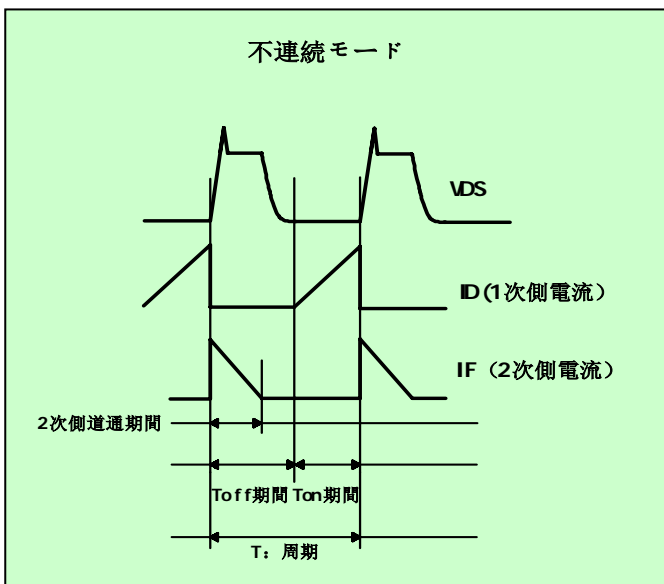 不連続モード
VDS
ID(1次側電流）
IF（2次側電流）
2次側道通期間
Toff期間 Ton期間
T：周期